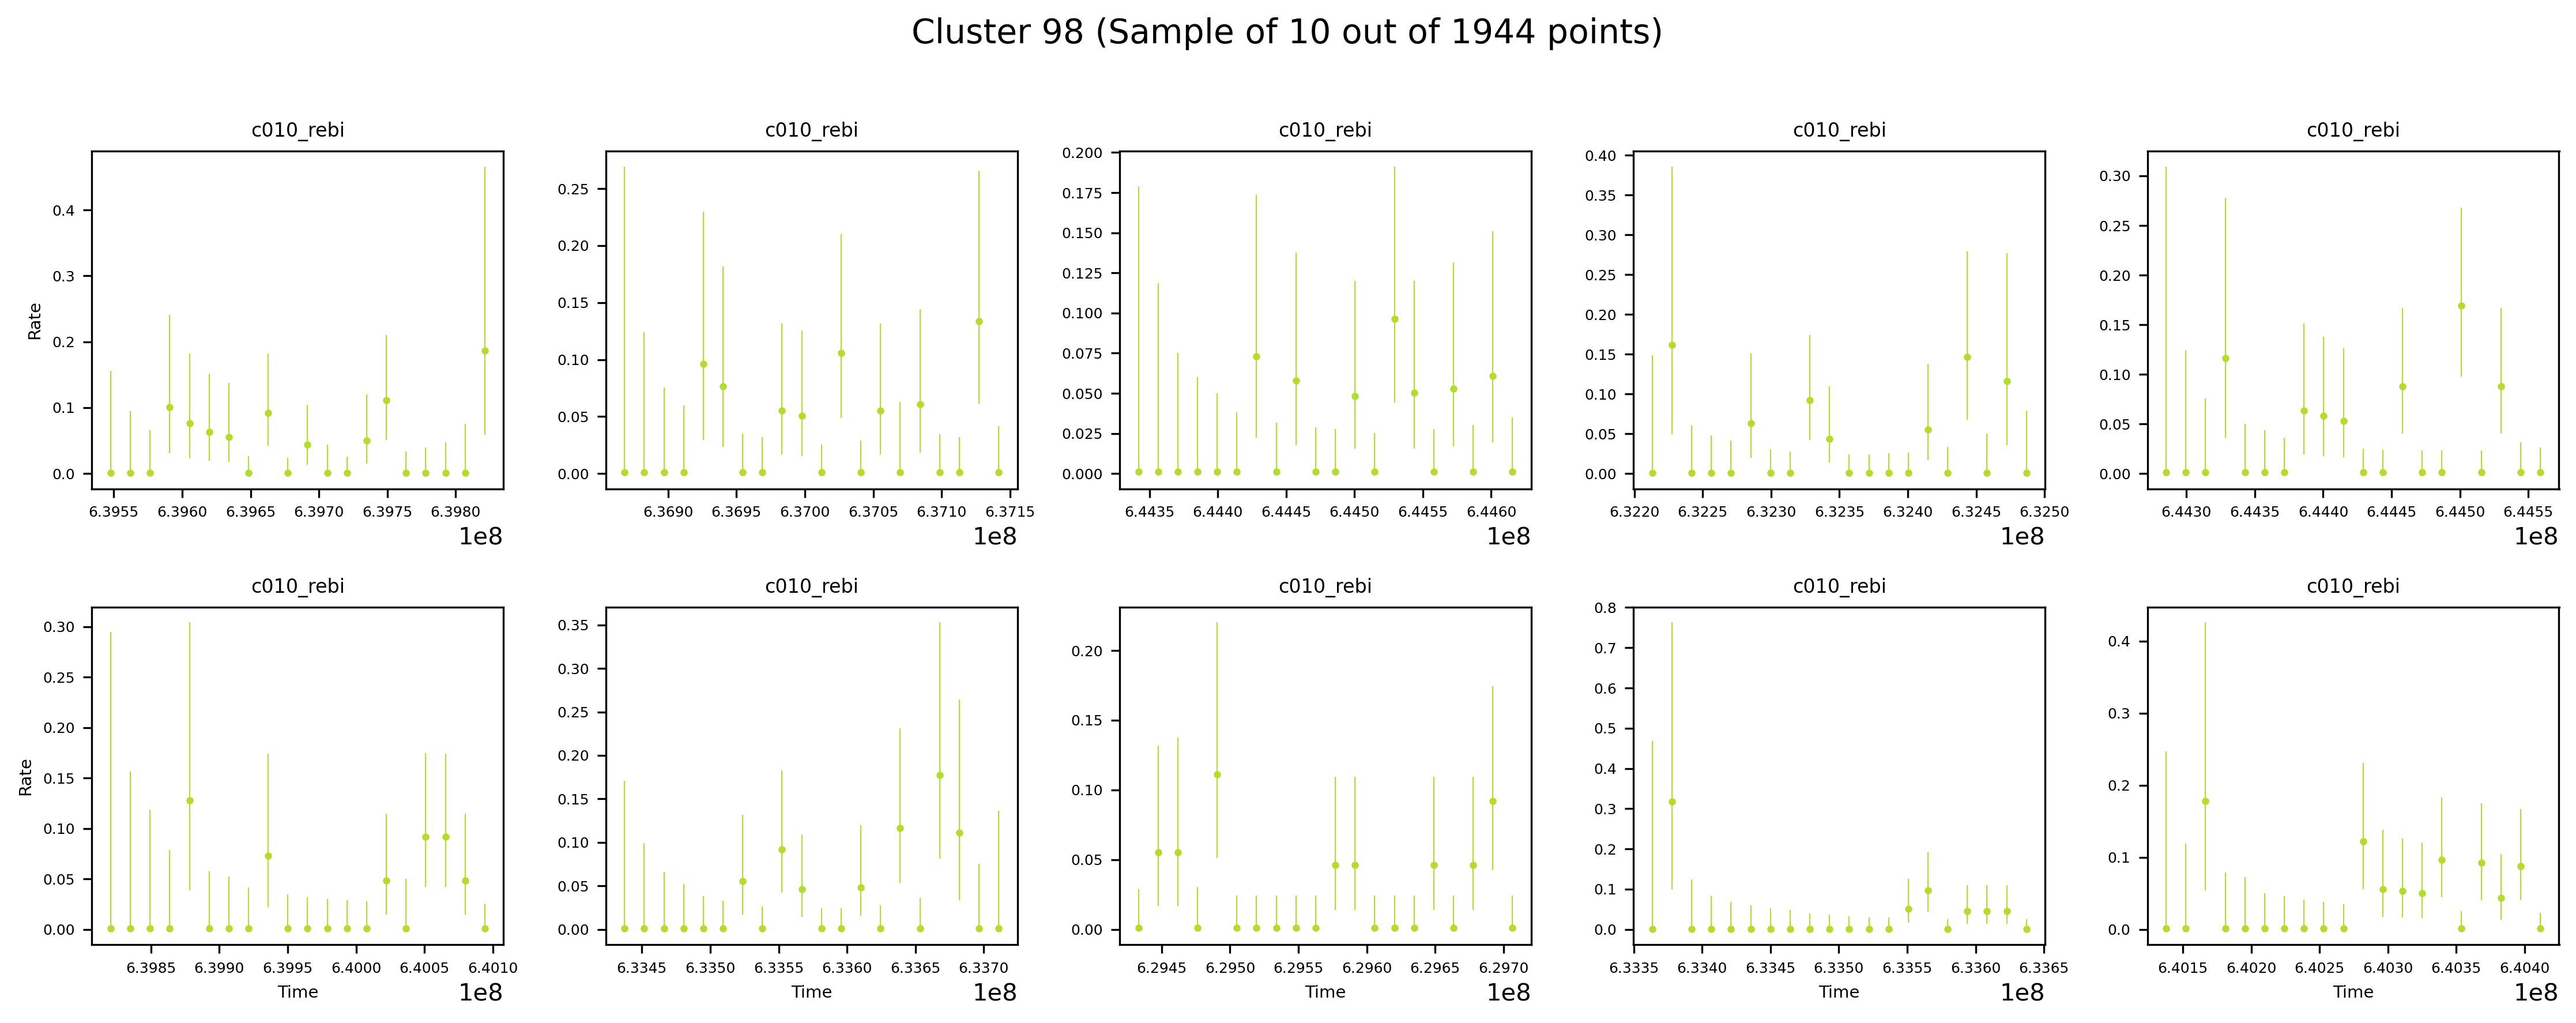 Cluster 98 (Sample of 10 out of 1944 points)
c010_rebi c010_rebi c010_rebi c010_rebi c010_rebi
Rate
0.4
0.3
0.2
0.1
0.0
6.3955 6.3960 6.3965 6.3970 6.3975 6.3980
1e8
0.25
0.20
0.15
0.10
0.05
0.00
6.3690 6.3695 6.3700 6.3705 6.3710 6.3715
1e8
0.200
0.175
0.150
0.125
0.100
0.075
0.050
0.025
0.000
6.4435 6.4440 6.4445 6.4450 6.4455 6.4460
1e8
0.40
0.35
0.30
0.25
0.20
0.15
0.10
0.05
0.00
6.3220 6.3225 6.3230 6.3235 6.3240 6.3245 6.3250
1e8
0.30
0.25
0.20
0.15
0.10
0.05
0.00
6.4430 6.4435 6.4440 6.4445 6.4450 6.4455
1e8
c010_rebi c010_rebi c010_rebi c010_rebi c010_rebi
Rate
0.30
0.25
0.20
0.15
0.10
0.05
0.00
6.3985 6.3990 6.3995 6.4000 6.4005 6.4010
Time
1e8
0.35
0.30
0.25
0.20
0.15
0.10
0.05
0.00
6.3345 6.3350 6.3355 6.3360 6.3365 6.3370
Time
1e8
0.20
0.15
0.10
0.05
0.00
6.2945 6.2950 6.2955 6.2960 6.2965 6.2970
Time
1e8
0.8
0.7
0.6
0.5
0.4
0.3
0.2
0.1
0.0
6.3335 6.3340 6.3345 6.3350 6.3355 6.3360 6.3365
Time
1e8
0.4
0.3
0.2
0.1
0.0
6.4015 6.4020 6.4025 6.4030 6.4035 6.4040
Time
1e8